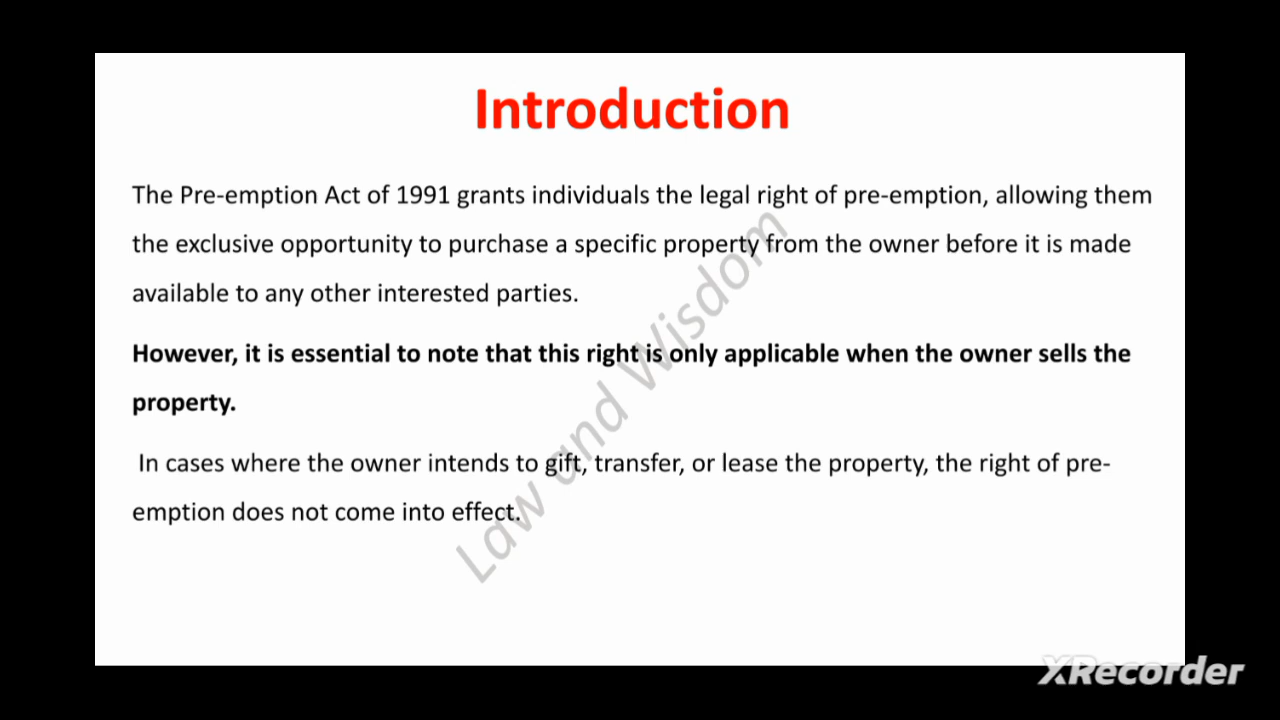 Introduction
The Pre-emption Act of 1991 grants individuals the legal right of pre-emption, allowing them
the exclusive opportunity to purchase a specific property from the owner before it is made
available to any other interested parties.
However, it is essential to note that this right is only applicable when the owner sells the
property.
In cases where the owner intends to gift, transfer, or lease the property, the right of pre-
emption does not come into effect.
Law and Wisdom
XRecorder